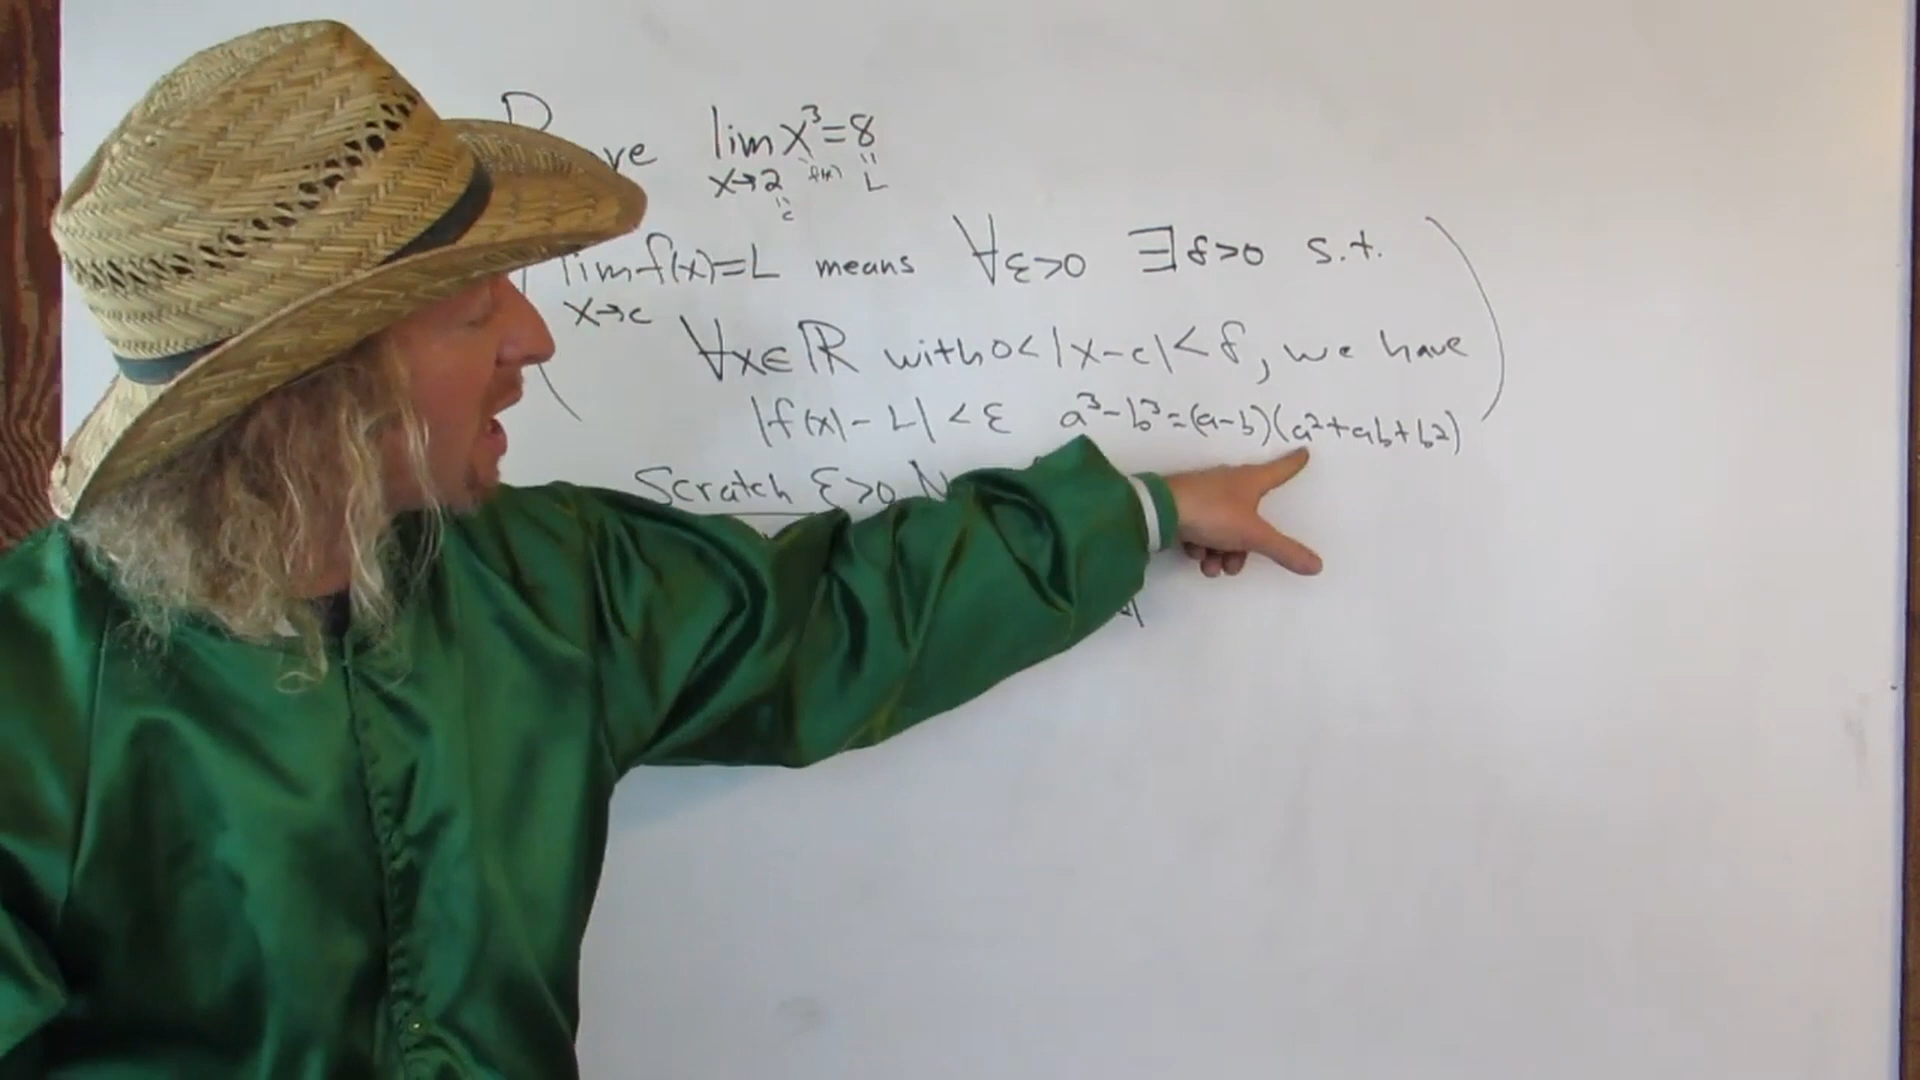 lim x³=8
x→2 f(x) " L
" c
lim f(x)=L means ∀ε>0 ∃δ>0 s.t.
x→c
∀x∈ℝ with 0<|x-c|<δ, we have
|f(x)-L|<ε a³-b³=(a-b)(a²+ab+b²)
Scratch ε>0